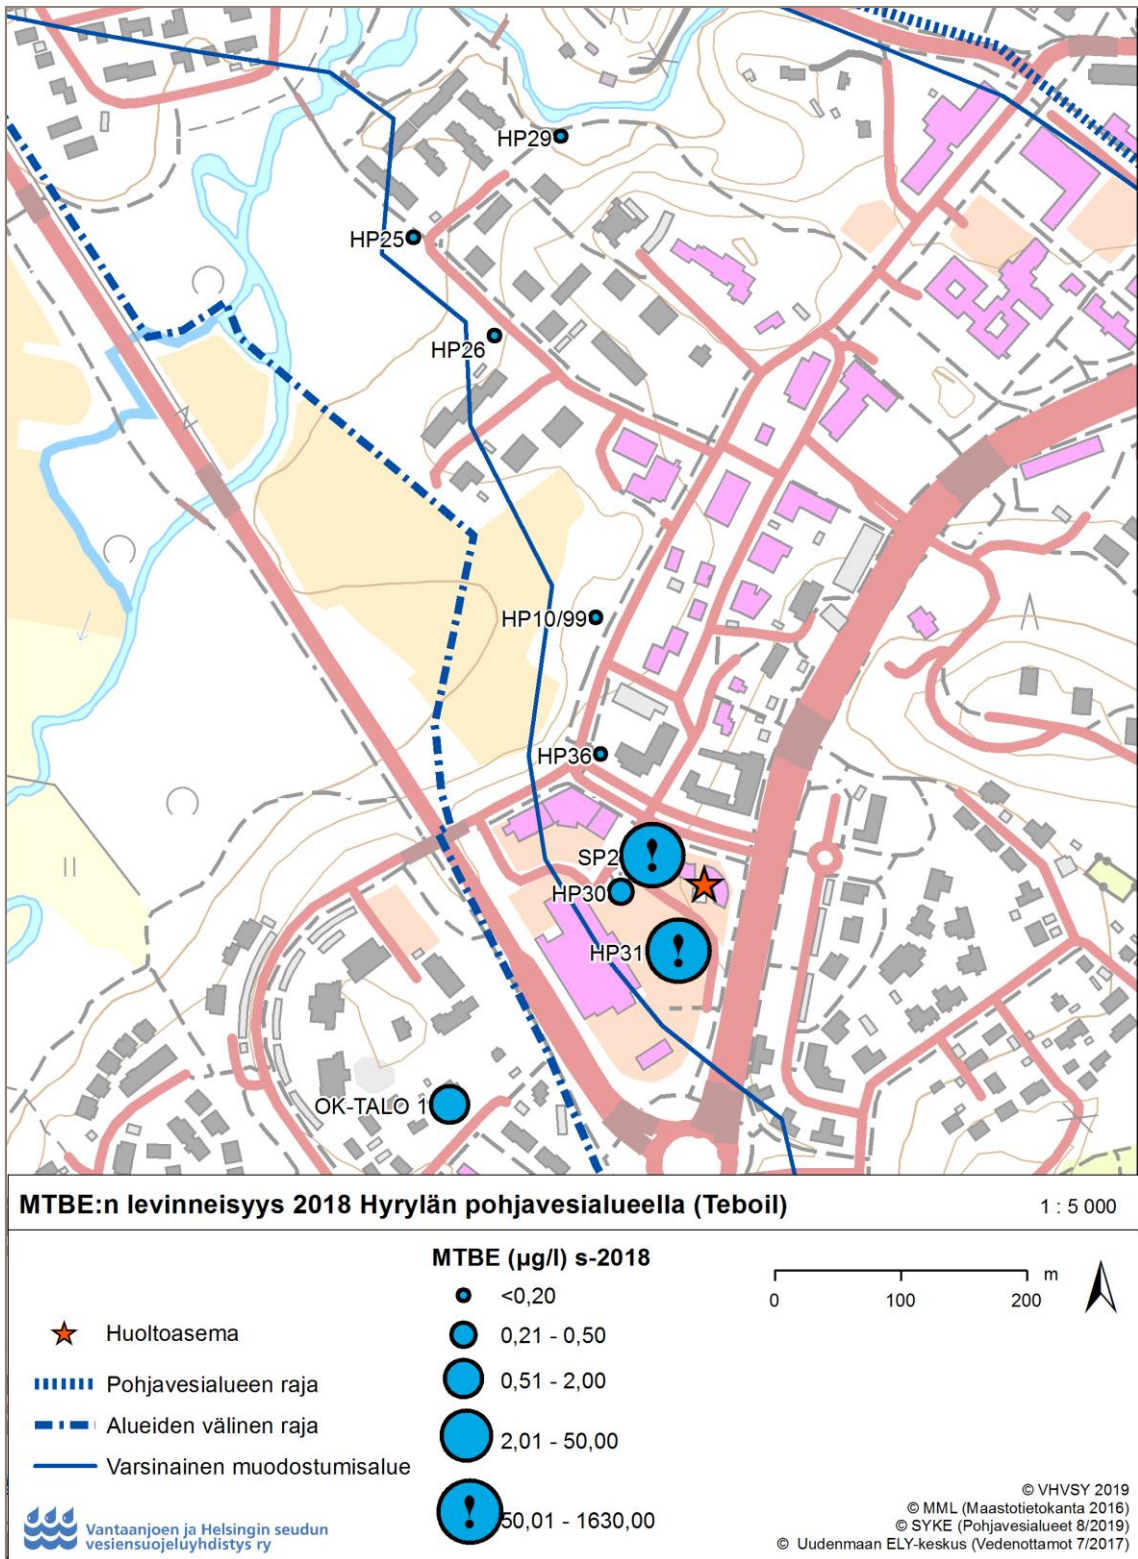 HP29
HP25
HP26
HP10/99
HP36
SP2
HP30
HP31
OK-TALO 1
MTBE:n levinneisyys 2018 Hyrylän pohjavesialueella (Teboil)
1 : 5 000
MTBE (µg/l) s-2018
<0,20
0,21 - 0,50
0,51 - 2,00
2,01 - 50,00
50,01 - 1630,00
Huoltoasema
Pohjavesialueen raja
Alueiden välinen raja
Varsinainen muodostumisalue
m
0 100 200
Vantaanjoen ja Helsingin seudun
vesiensuojeluyhdistys ry
© VHVSY 2019
© MML (Maastotietokanta 2016)
© SYKE (Pohjavesialueet 8/2019)
© Uudenmaan ELY-keskus (Vedenottamot 7/2017)